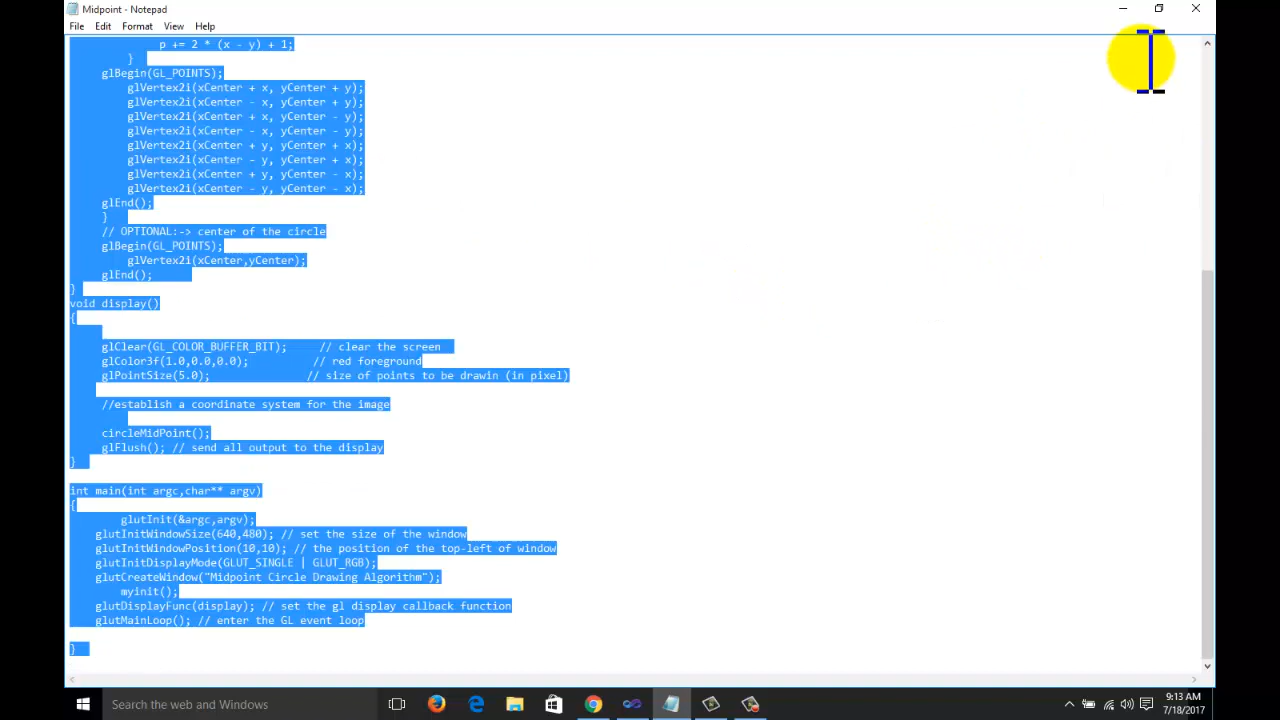 Midpoint - Notepad
File Edit Format View Help
p += 2 * (x - y) + 1;
}
glBegin(GL_POINTS);
glVertex2i(xCenter + x, yCenter + y);
glVertex2i(xCenter - x, yCenter + y);
glVertex2i(xCenter + x, yCenter - y);
glVertex2i(xCenter - x, yCenter - y);
glVertex2i(xCenter + y, yCenter + x);
glVertex2i(xCenter - y, yCenter + x);
glVertex2i(xCenter + y, yCenter - x);
glVertex2i(xCenter - y, yCenter - x);
glEnd();
}
// OPTIONAL:-> center of the circle
glBegin(GL_POINTS);
glVertex2i(xCenter,yCenter);
glEnd();
}
void display()
{
glClear(GL_COLOR_BUFFER_BIT); // clear the screen
glColor3f(1.0,0.0,0.0); // red foreground
glPointSize(5.0); // size of points to be drawin (in pixel)
//establish a coordinate system for the image
circleMidPoint();
glFlush(); // send all output to the display
}
int main(int argc,char** argv)
{
glutInit(&argc,argv);
glutInitWindowSize(640,480); // set the size of the window
glutInitWindowPosition(10,10); // the position of the top-left of window
glutInitDisplayMode(GLUT_SINGLE | GLUT_RGB);
glutCreateWindow("Midpoint Circle Drawing Algorithm");
myinit();
glutDisplayFunc(display); // set the gl display callback function
glutMainLoop(); // enter the GL event loop
}
Search the web and Windows
9:13 AM
7/18/2017